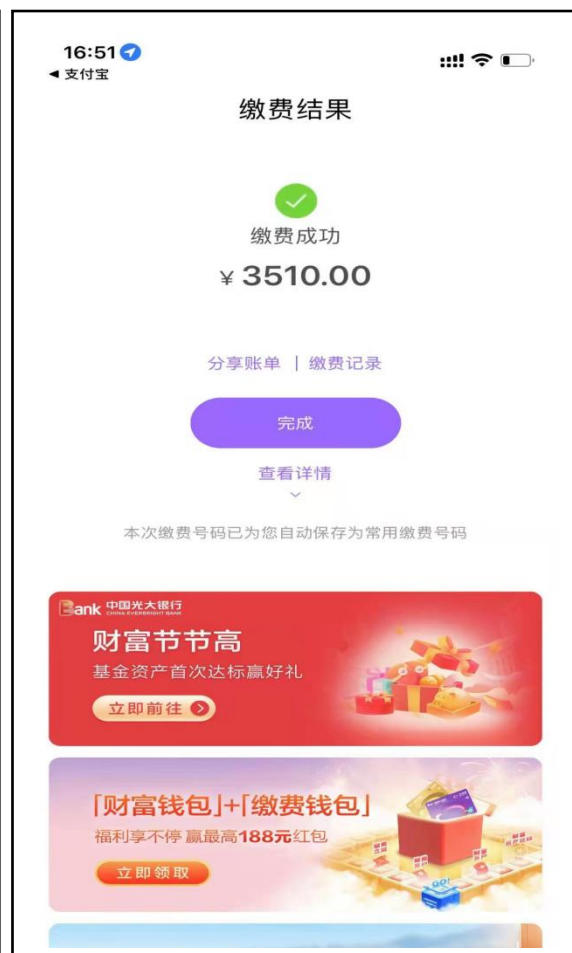 16:51
支付宝
缴费结果
缴费成功
¥ 3510.00
分享账单 | 缴费记录
完成
查看详情
本次缴费号码已为您自动保存为常用缴费号码
Bank 中国光大银行
CHINA EVERBRIGHT BANK
财富节节高
基金资产首次达标赢好礼
立即前往
「财富钱包」+「缴费钱包」
福利享不停 赢最高188元红包
立即领取
GO!